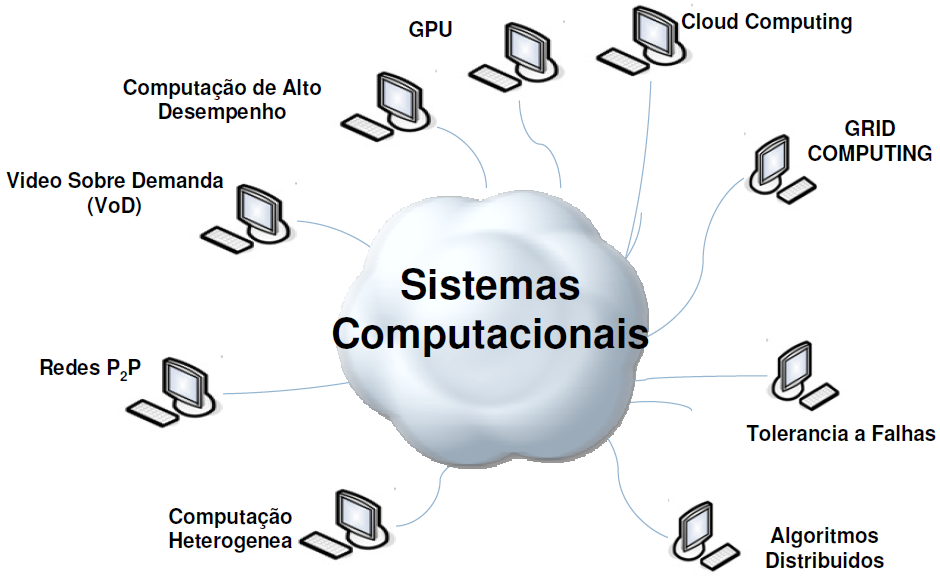 GPU
Cloud Computing
Computação de Alto
Desempenho
GRID
COMPUTING
Video Sobre Demanda
(VoD)
Sistemas
Computacionais
Redes P2P
Tolerancia a Falhas
Computação
Heterogenea
Algoritmos
Distribuidos